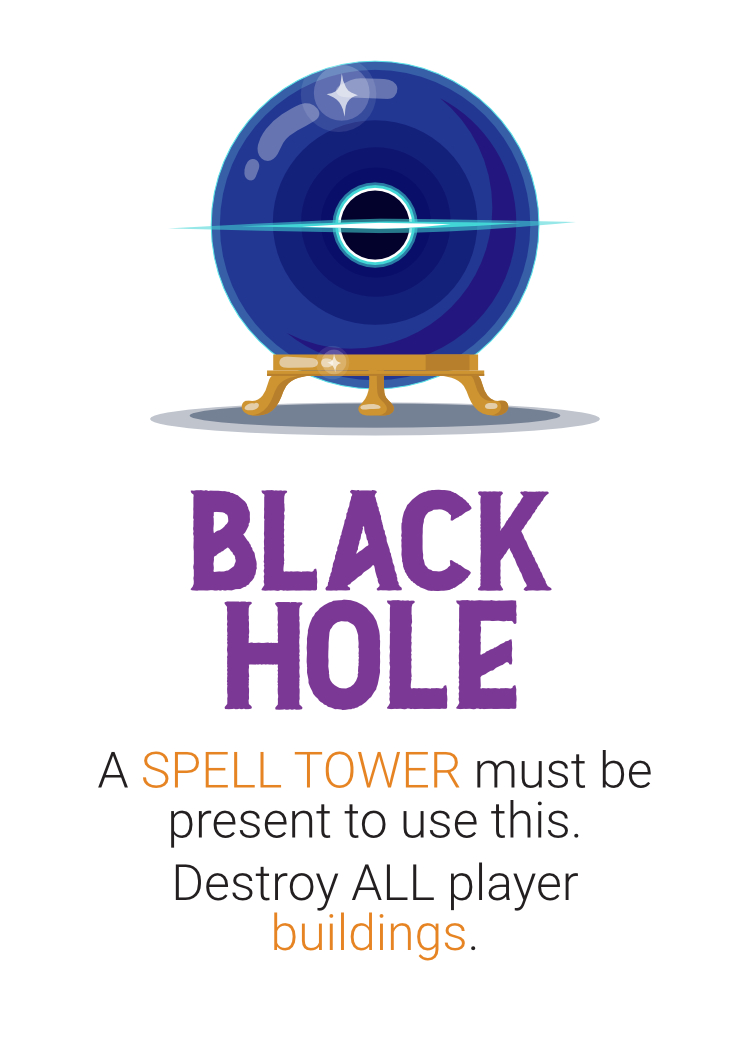 BLACK
HOLE
A SPELL TOWER must be
present to use this.
Destroy ALL player
buildings.